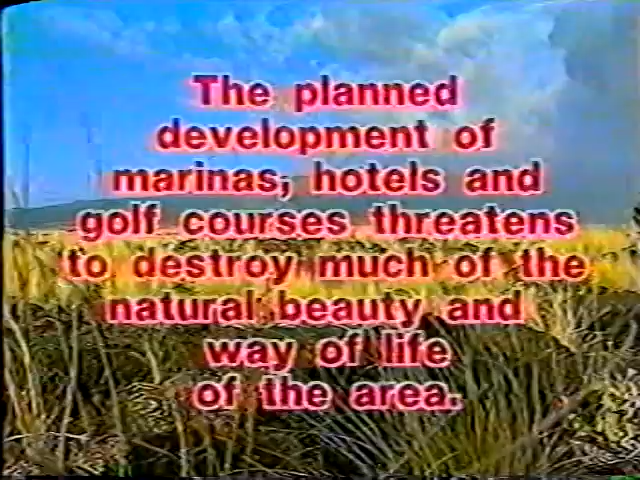 The planned
development of
marinas, hotels and
golf courses threatens
to destroy much of the
natural beauty and
way of life
of the area.